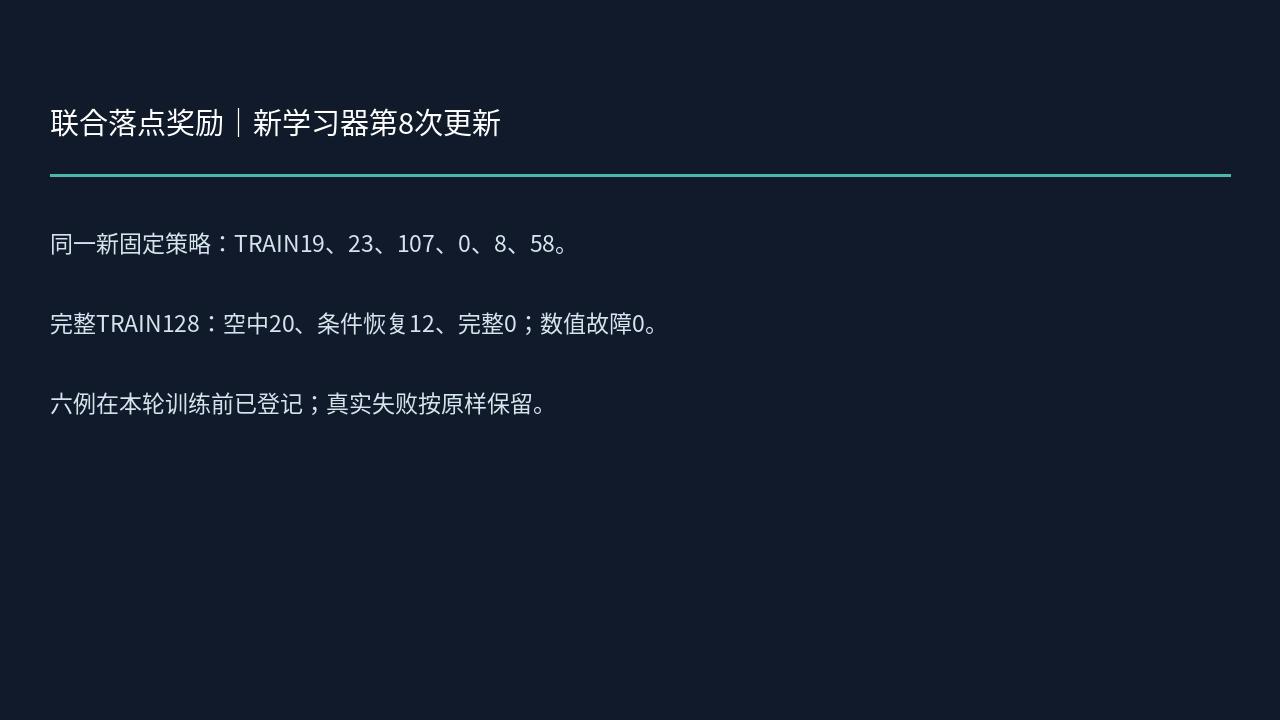 联合落点奖励｜新学习器第8次更新
同一新固定策略：TRAIN19、23、107、0、8、58。
完整TRAIN128：空中20、条件恢复12、完整0；数值故障0。
六例在本轮训练前已登记；真实失败按原样保留。